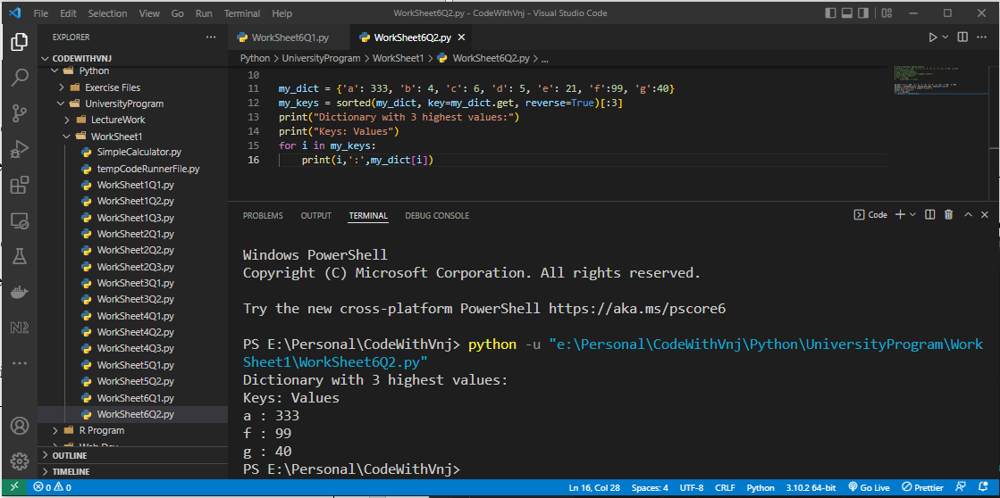 File Edit Selection View Go Run Terminal Help WorkSheet6Q2.py - CodeWithVnj - Visual Studio Code
EXPLORER
CODEWITHVNJ
Python
Exercise Files
UniversityProgram
LectureWork
WorkSheet1
SimpleCalculator.py
tempCodeRunnerFile.py
WorkSheet1Q1.py
WorkSheet1Q2.py
WorkSheet1Q3.py
WorkSheet2Q1.py
WorkSheet2Q2.py
WorkSheet2Q3.py
WorkSheet3Q1.py
WorkSheet3Q2.py
WorkSheet4Q1.py
WorkSheet4Q2.py
WorkSheet4Q3.py
WorkSheet5Q1.py
WorkSheet5Q2.py
WorkSheet6Q1.py
WorkSheet6Q2.py
R Program
Web Dev
OUTLINE
TIMELINE
WorkSheet6Q1.py WorkSheet6Q2.py
Python > UniversityProgram > WorkSheet1 > WorkSheet6Q2.py > ...
10
11 my_dict = {'a': 333, 'b': 4, 'c': 6, 'd': 5, 'e': 21, 'f':99, 'g':40}
12 my_keys = sorted(my_dict, key=my_dict.get, reverse=True)[:3]
13 print("Dictionary with 3 highest values:")
14 print("Keys: Values")
15 for i in my_keys:
16 print(i,':',my_dict[i])
PROBLEMS OUTPUT TERMINAL DEBUG CONSOLE Code
Windows PowerShell
Copyright (C) Microsoft Corporation. All rights reserved.
Try the new cross-platform PowerShell https://aka.ms/pscore6
PS E:\Personal\CodeWithVnj> python -u "e:\Personal\CodeWithVnj\Python\UniversityProgram\Work
Sheet1\WorkSheet6Q2.py"
Dictionary with 3 highest values:
Keys: Values
a : 333
f : 99
g : 40
PS E:\Personal\CodeWithVnj>
0 0 Ln 16, Col 28 Spaces: 4 UTF-8 CRLF Python 3.10.2 64-bit Go Live Prettier